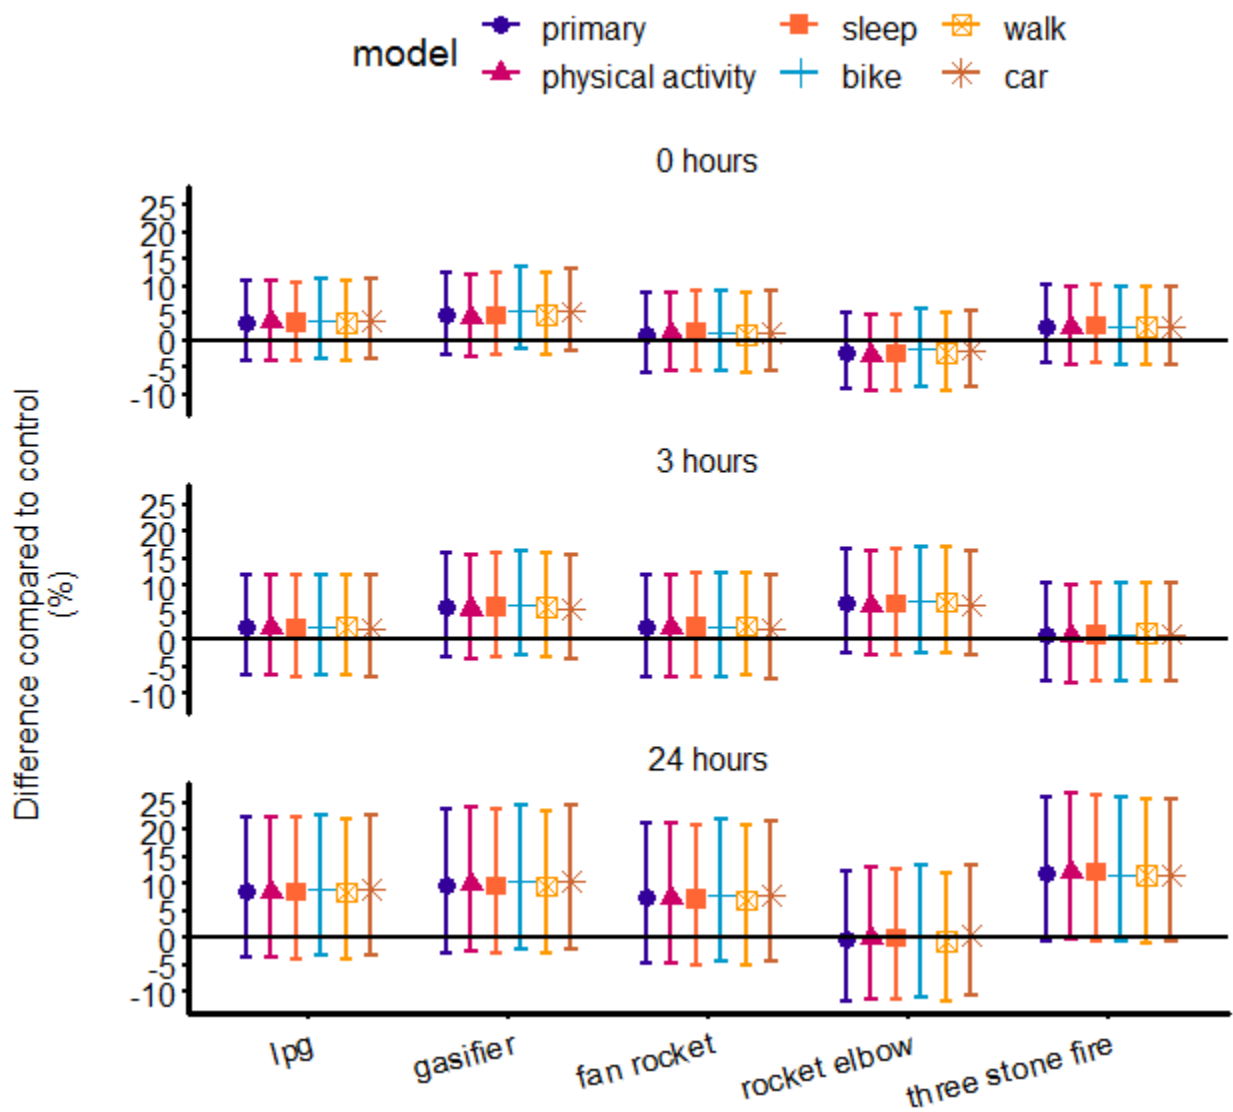 model
primary
sleep
walk
physical activity
bike
car
0 hours
25
20
15
10
5
0
-5
-10
3 hours
25
20
15
10
5
0
-5
-10
24 hours
25
20
15
10
5
0
-5
-10
Difference compared to control
(%)
lpg
gasifier
fan rocket
rocket elbow
three stone fire